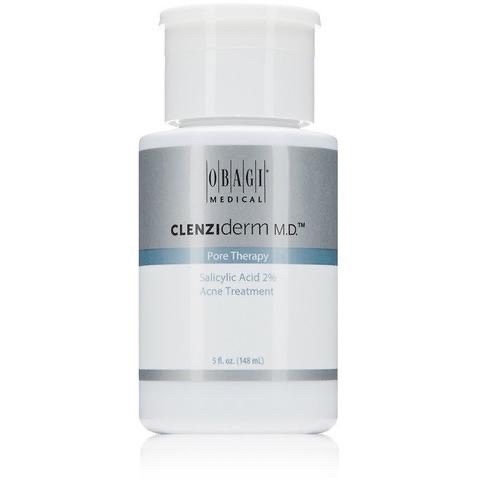 OBAGI®
MEDICAL
CLENZIderm M.D.™
Pore Therapy
Salicylic Acid 2%
Acne Treatment
5 fl. oz. (148 mL)